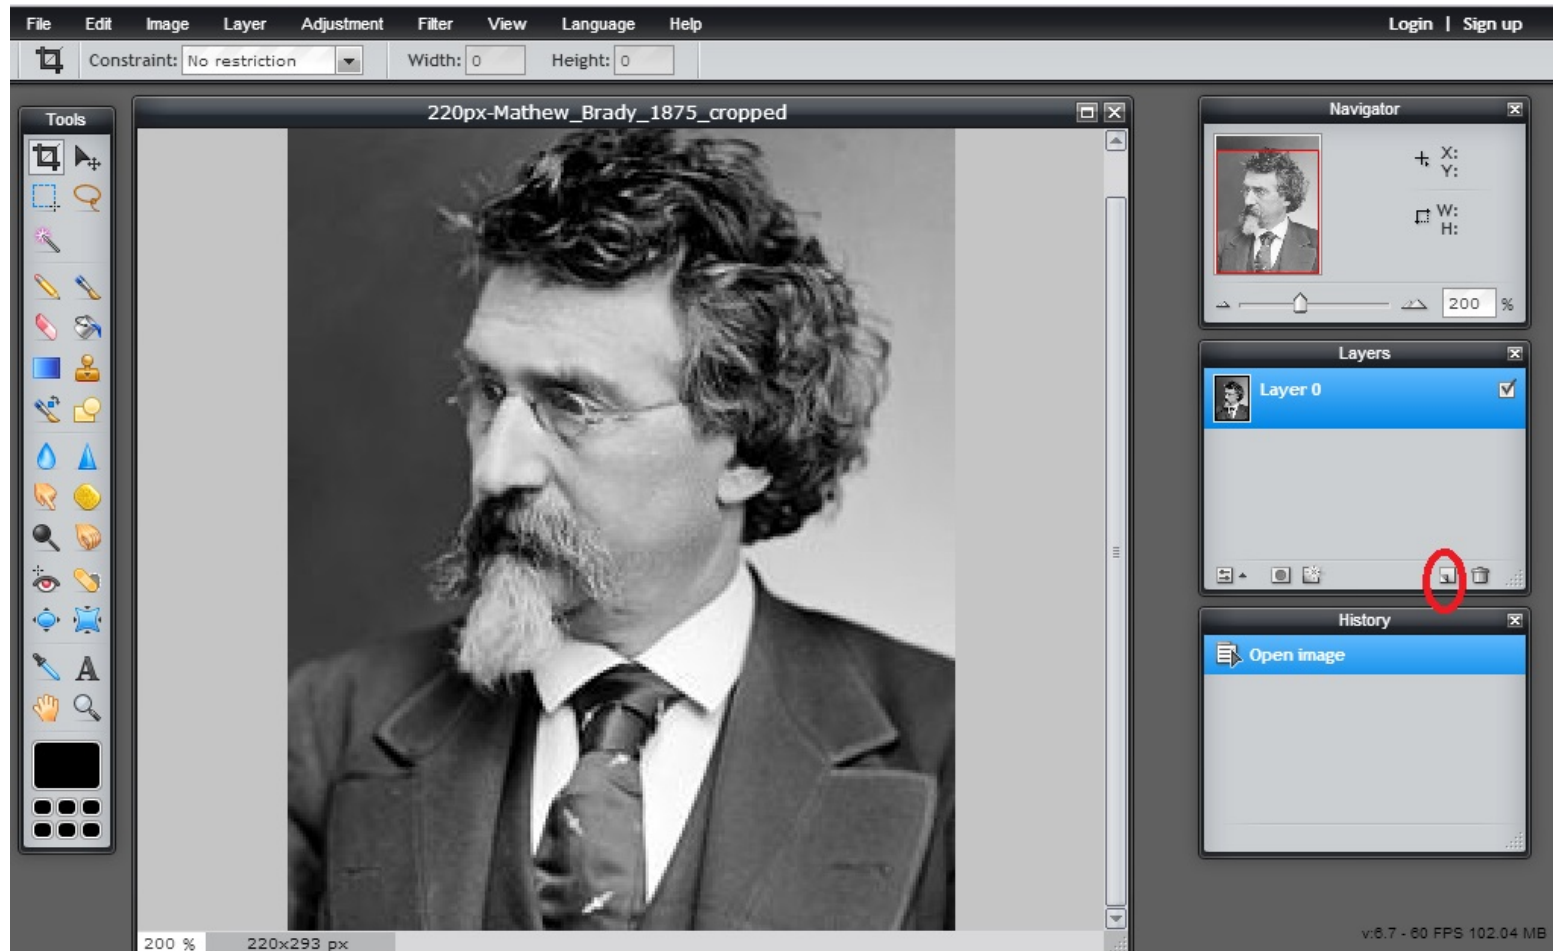 File Edit Image Layer Adjustment Filter View Language Help Login | Sign up
Constraint: No restriction Width: 0 Height: 0
Tools
220px-Mathew_Brady_1875_cropped
Navigator
X:
Y:
W:
H:
200 %
Layers
Layer 0
History
Open image
A
200 % 220x293 px
v:6.7 - 60 FPS 102.04 MB